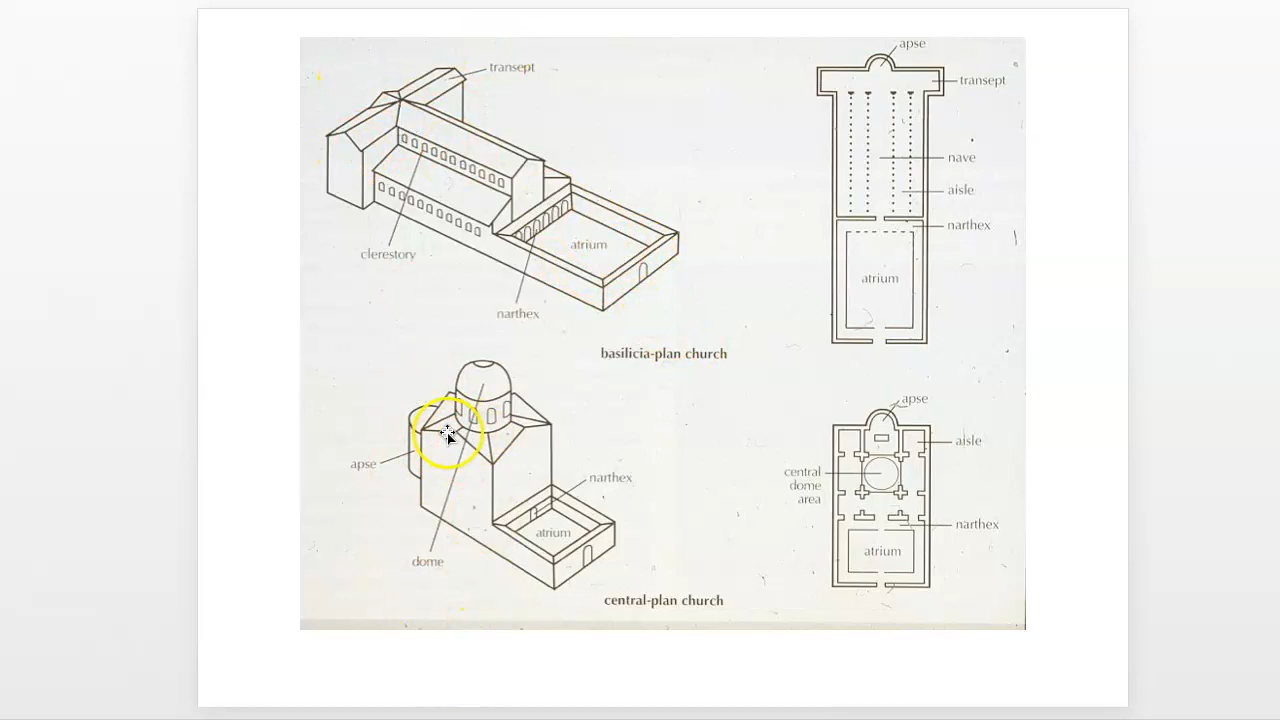 transept
clerestory
atrium
narthex
basilicia-plan church
apse
transept
nave
aisle
narthex
atrium
apse
dome
narthex
atrium
central-plan church
apse
aisle
central
dome
area
narthex
atrium